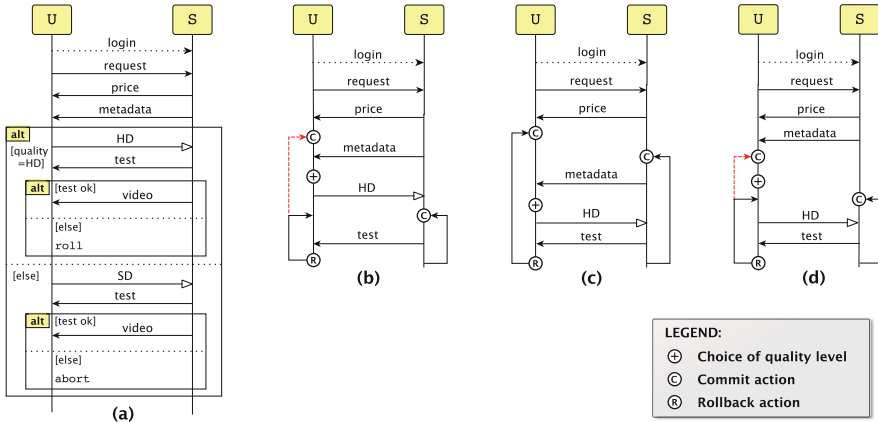 U
S
login
request
price
metadata
alt
[quality
=HD]
HD
test
alt
[test ok]
video
[else]
roll
[else]
SD
test
alt
[test ok]
video
[else]
abort
(a)
U
S
login
request
price
C
metadata
+
HD
C
test
R
(b)
U
S
login
request
price
C
C
metadata
+
HD
test
R
(c)
U
S
login
request
price
metadata
C
+
C
HD
test
R
(d)
LEGEND:
+ Choice of quality level
C Commit action
R Rollback action